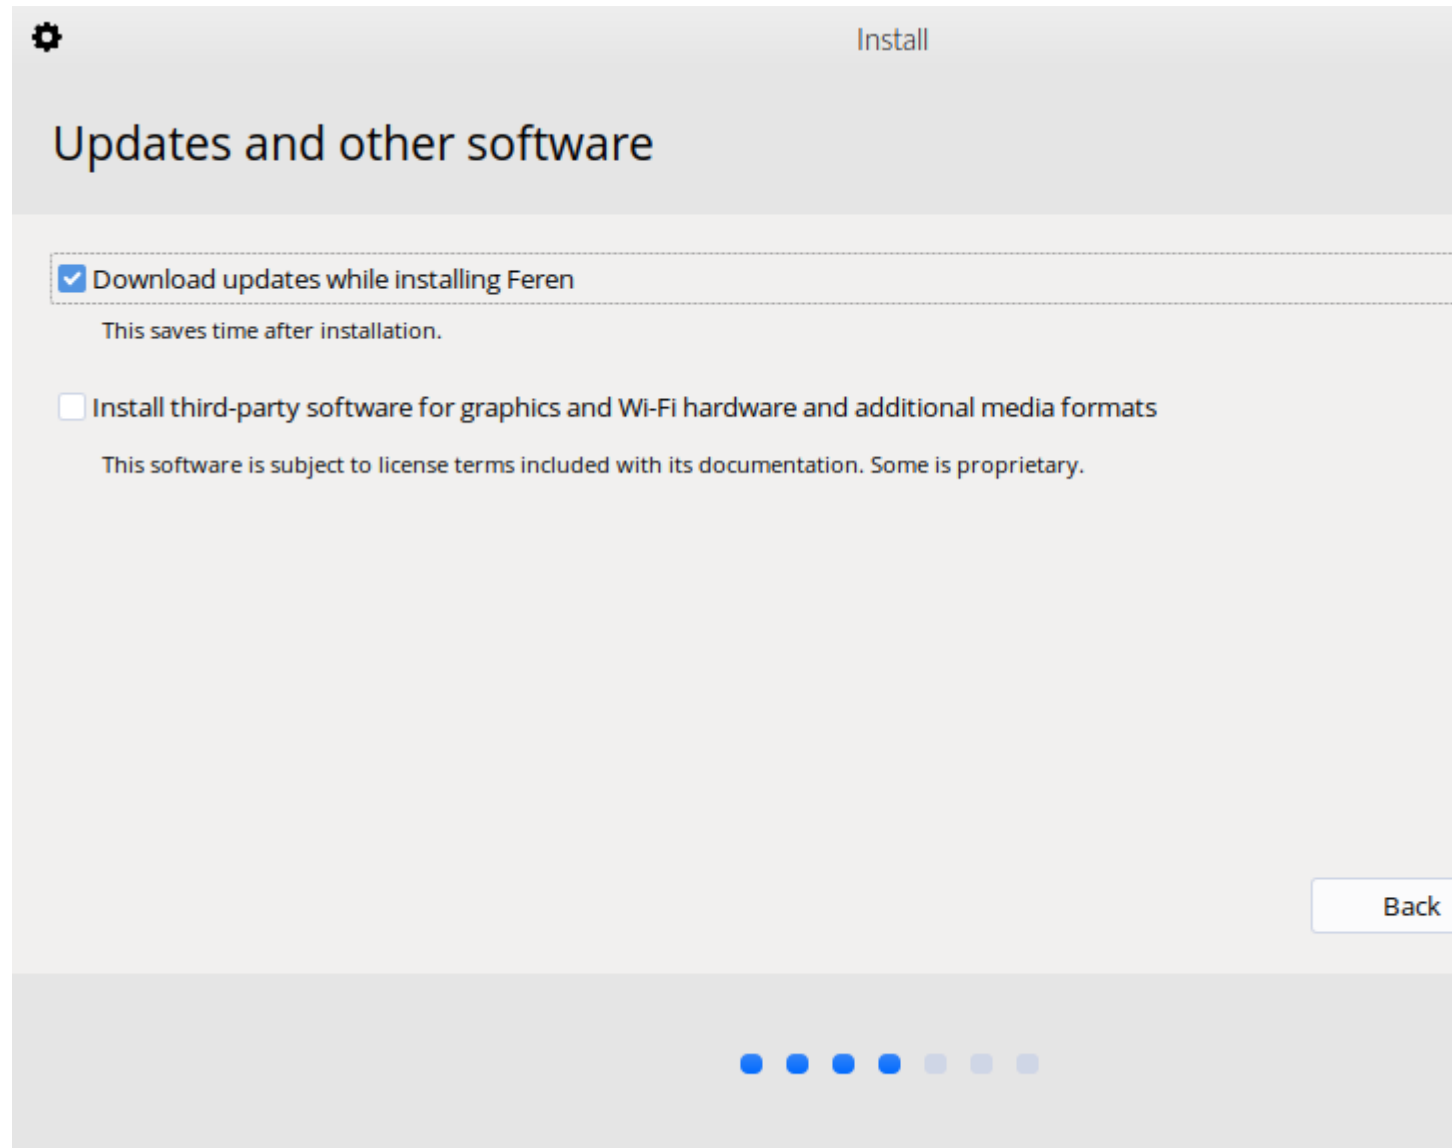 Install
Updates and other software
Download updates while installing Feren
This saves time after installation.
Install third-party software for graphics and Wi-Fi hardware and additional media formats
This software is subject to license terms included with its documentation. Some is proprietary.
Back